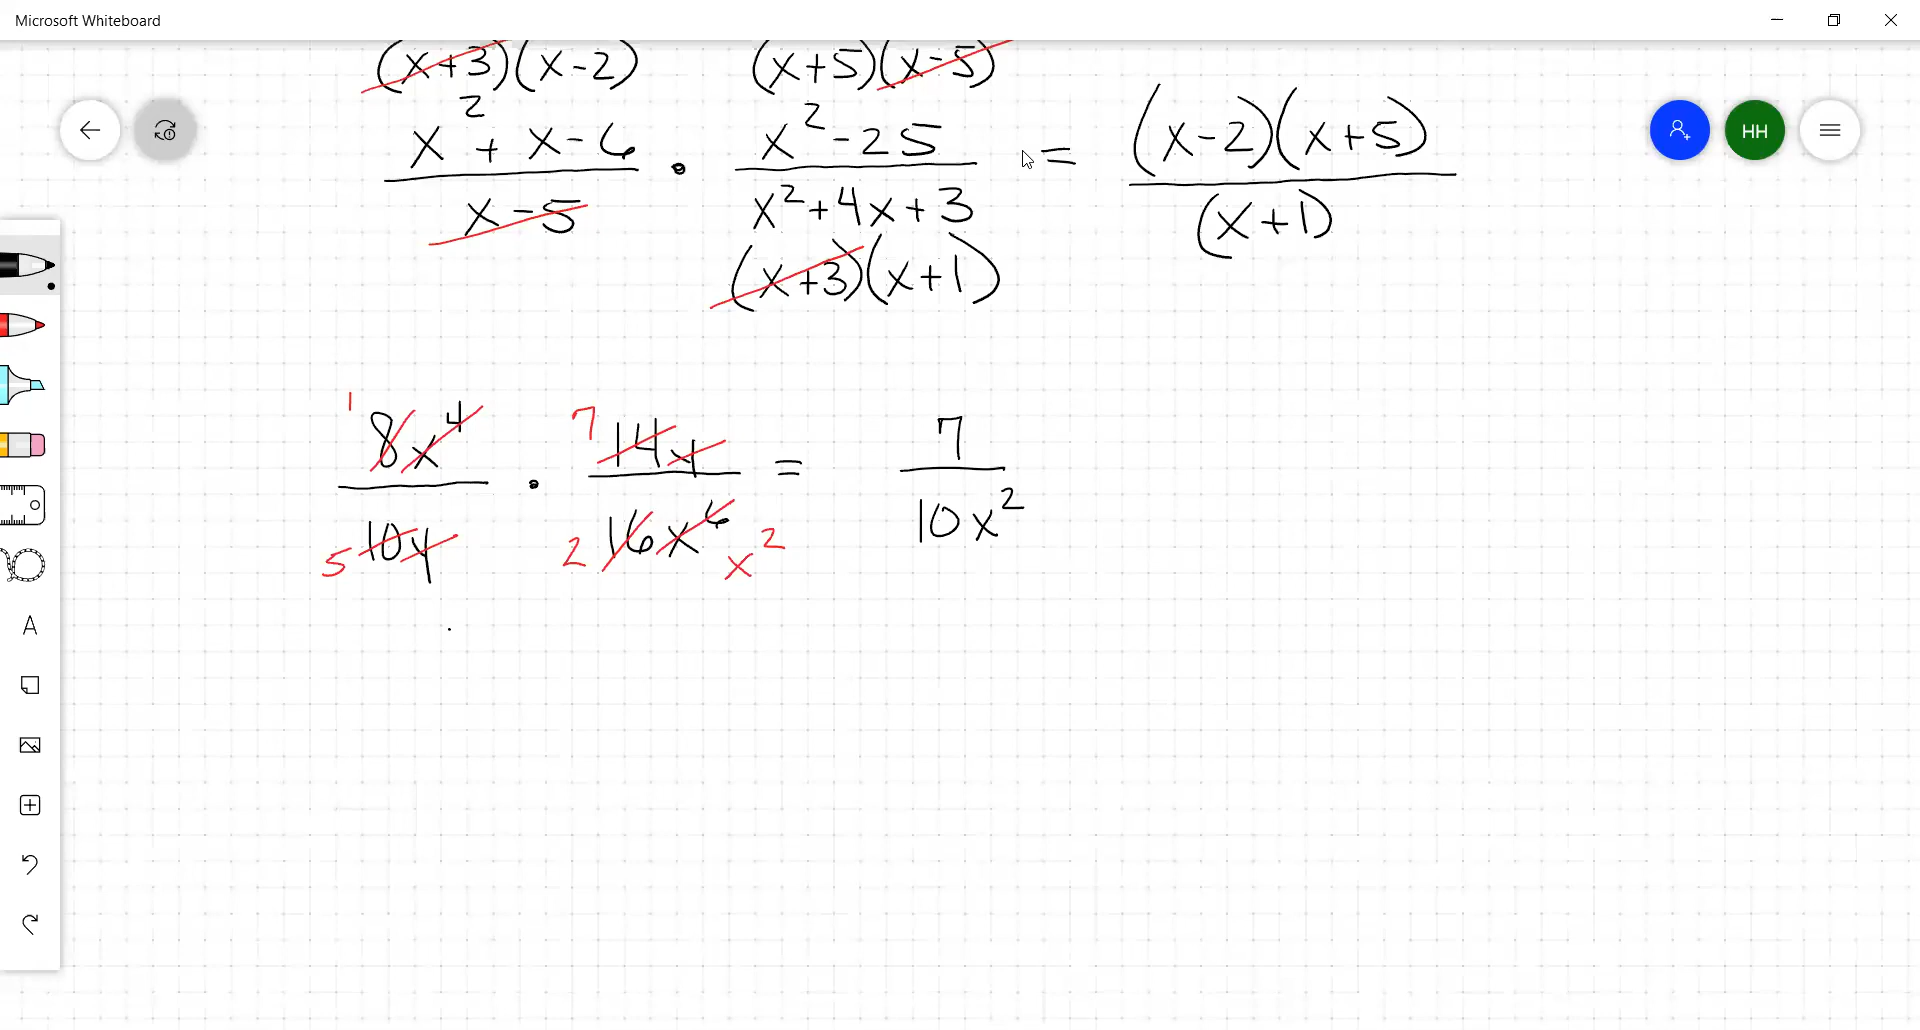 Microsoft Whiteboard
(x+3)(x-2) (x+5)(x-5)
x² + x-6 / x-5 · x²-25 / x²+4x+3 = (x-2)(x+5) / (x+1)
(x+3)(x+1)
HH
1 8x⁴ / 5 10y · 7 14y / 2 16x⁶ x² = 7 / 10x²
A